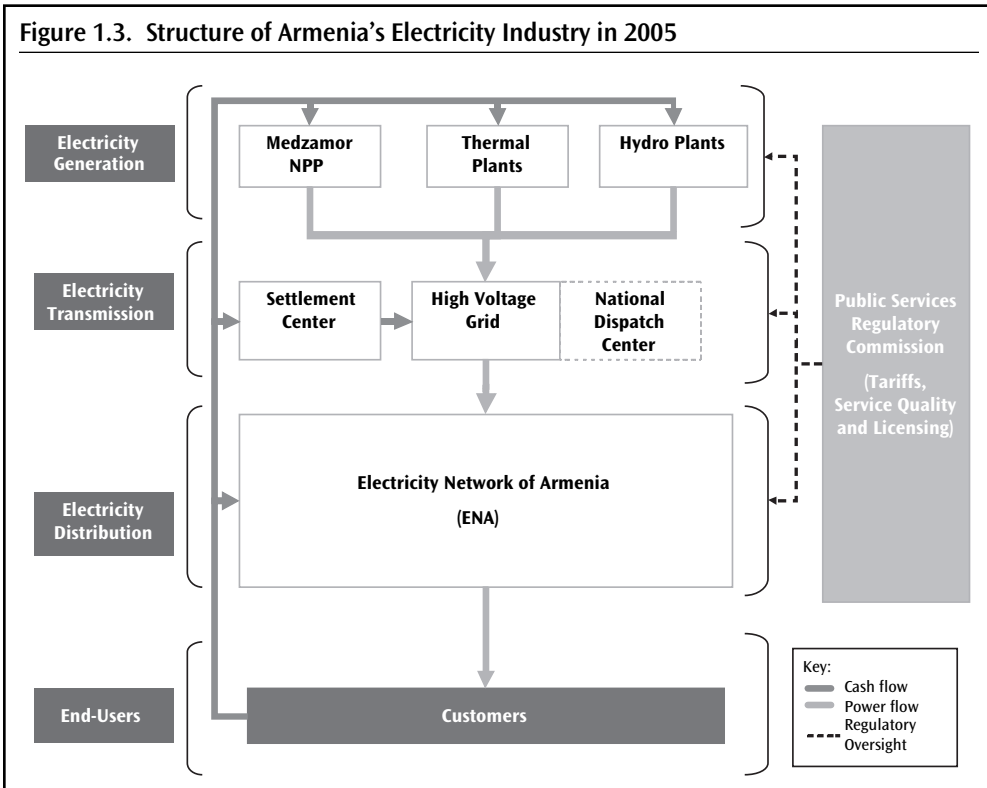 Figure 1.3. Structure of Armenia's Electricity Industry in 2005
Electricity
Generation
Medzamor
NPP
Thermal
Plants
Hydro Plants
Electricity
Transmission
Settlement
Center
High Voltage
Grid
National
Dispatch
Center
Public Services
Regulatory
Commission
(Tariffs,
Service Quality
and Licensing)
Electricity
Distribution
Electricity Network of Armenia
(ENA)
End-Users
Customers
Key:
Cash flow
Power flow
Regulatory
Oversight